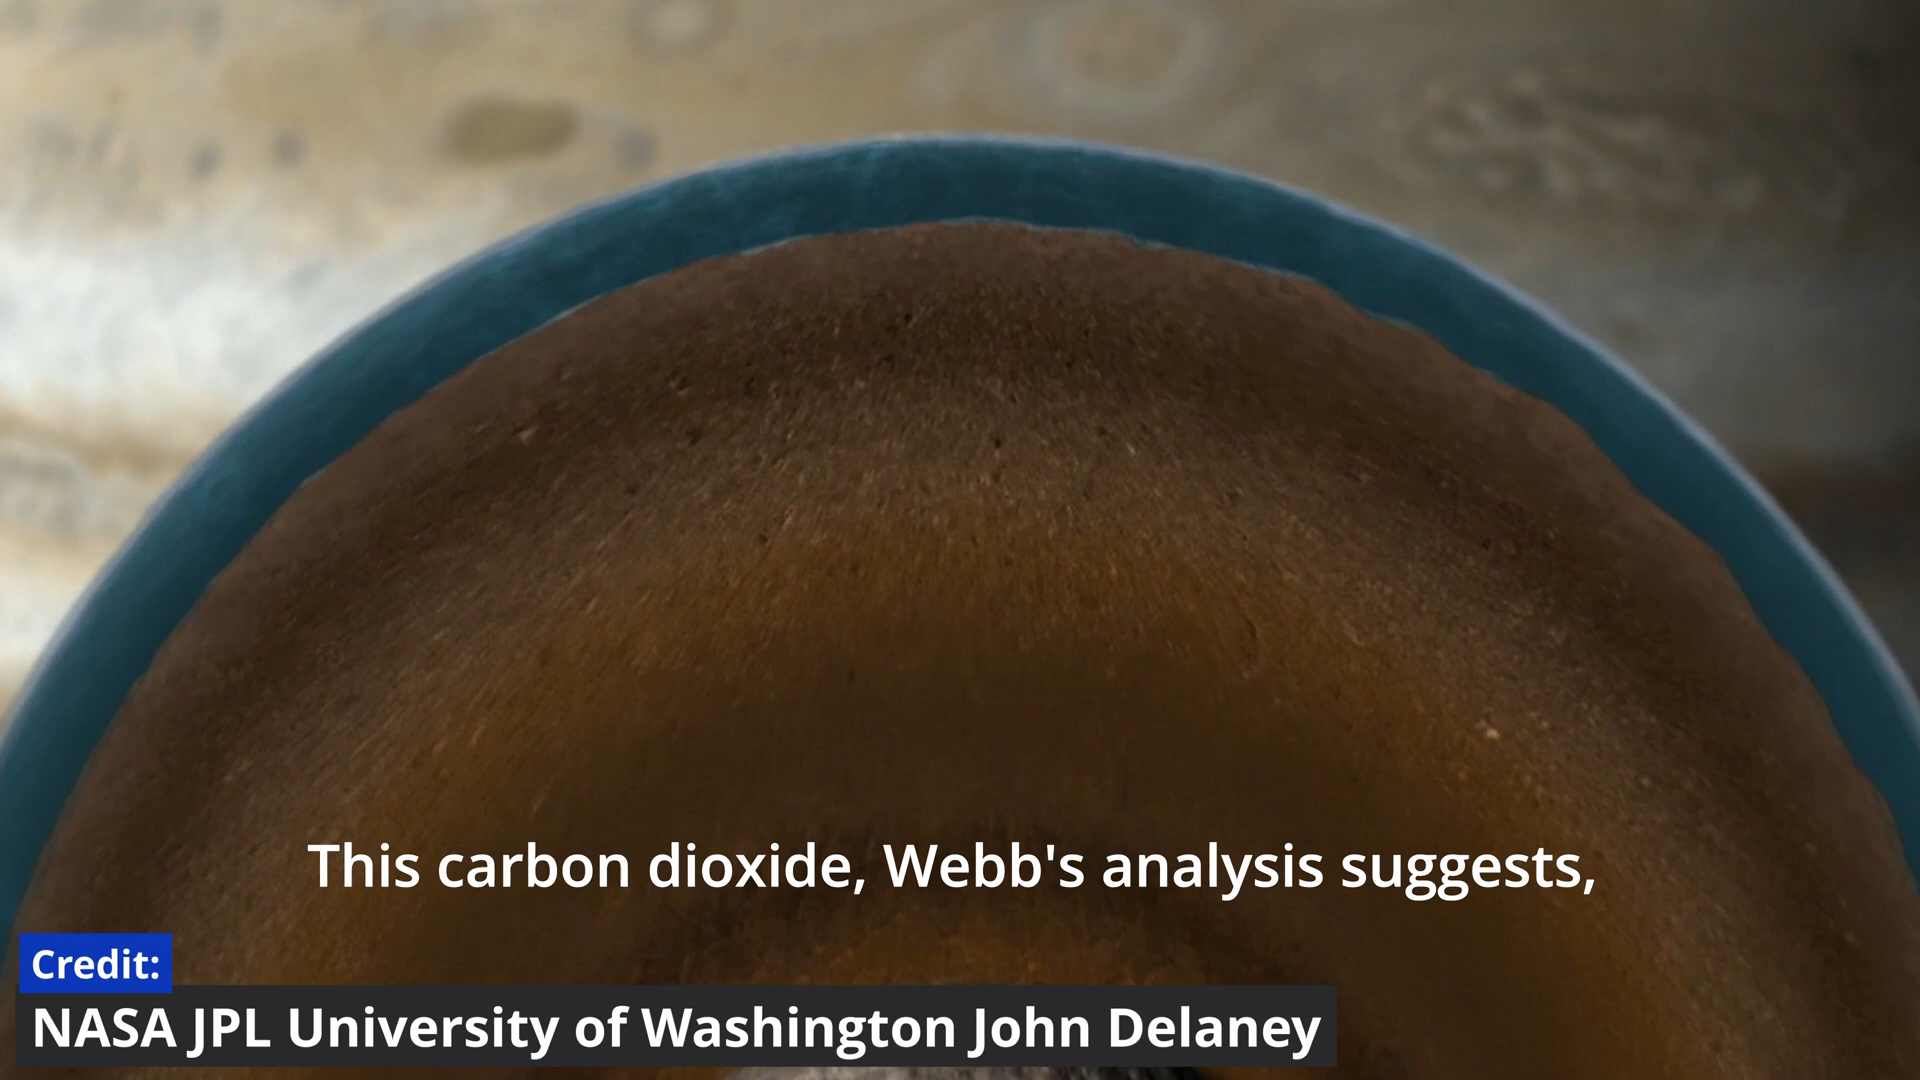 This carbon dioxide, Webb's analysis suggests,
Credit:
NASA JPL University of Washington John Delaney